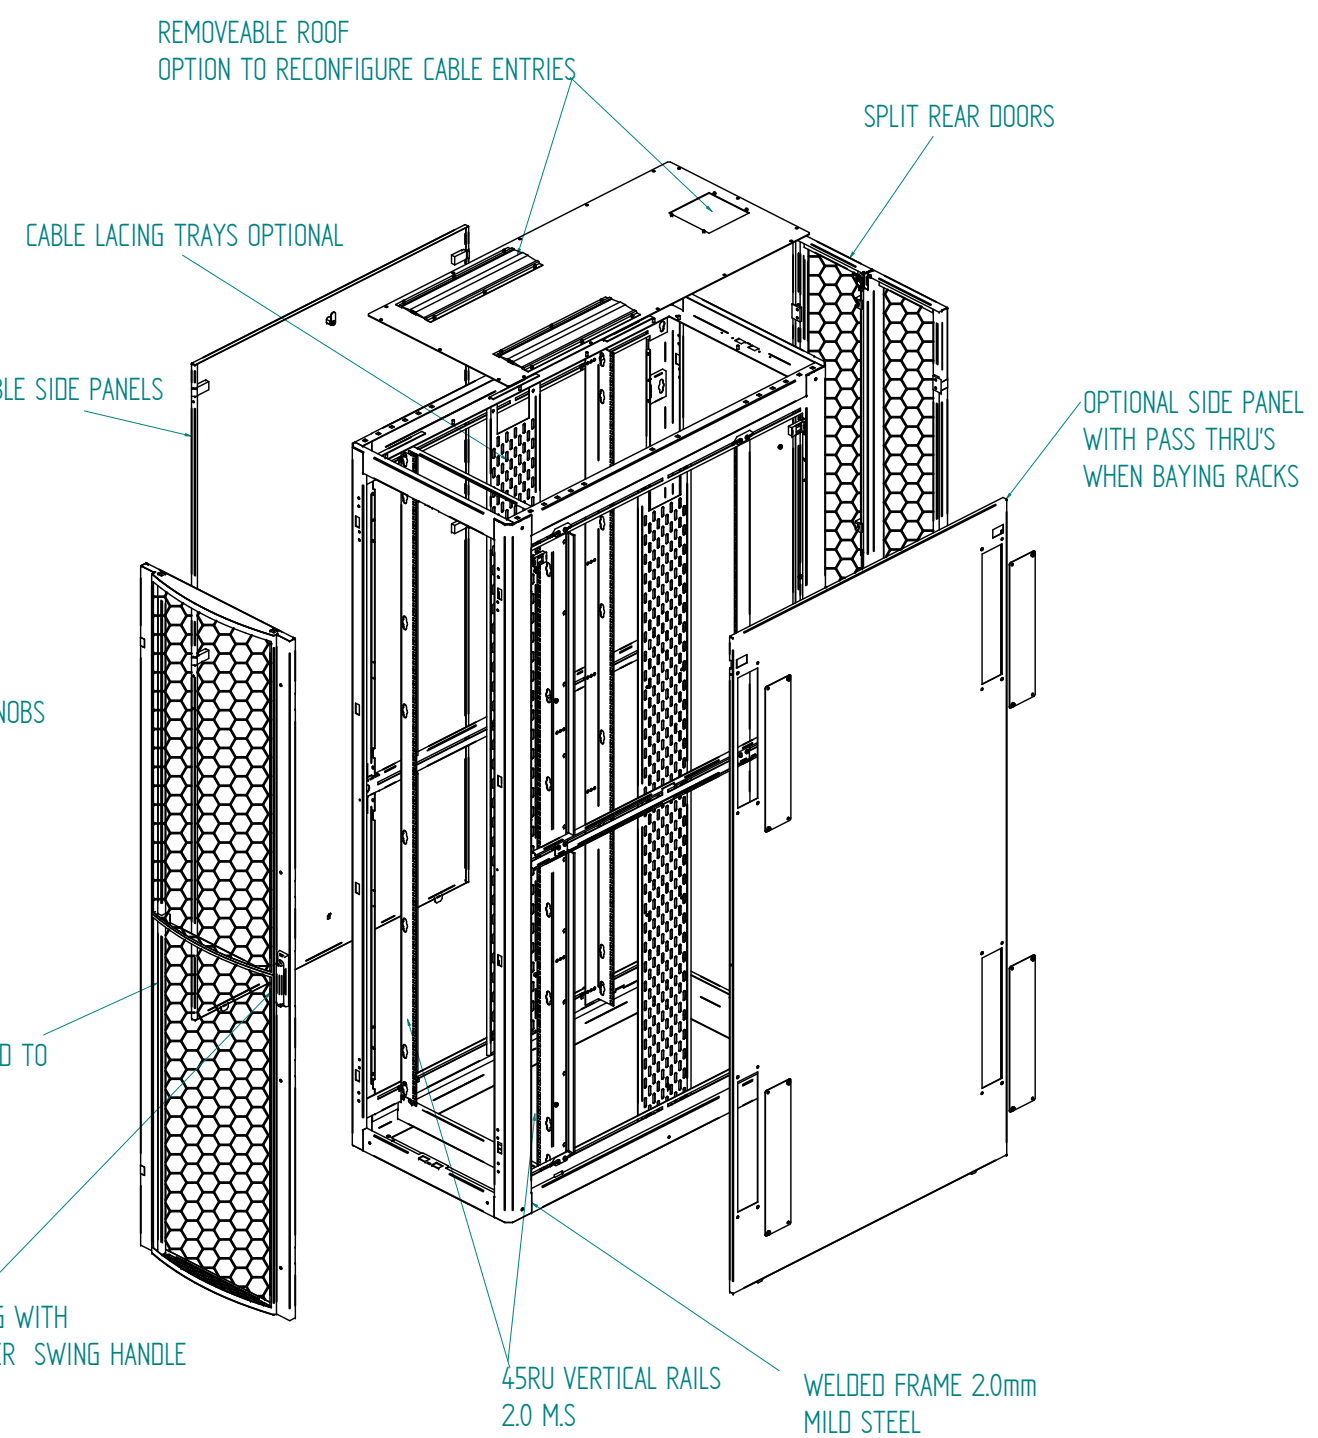 REMOVEABLE ROOF
OPTION TO RECONFIGURE CABLE ENTRIES
SPLIT REAR DOORS
CABLE LACING TRAYS OPTIONAL
SIDE PANELS
OPTIONAL SIDE PANEL
WITH PASS THRU'S
WHEN BAYING RACKS
TO
WITH
SWING HANDLE
45RU VERTICAL RAILS
2.0 M.S
WELDED FRAME 2.0mm
MILD STEEL